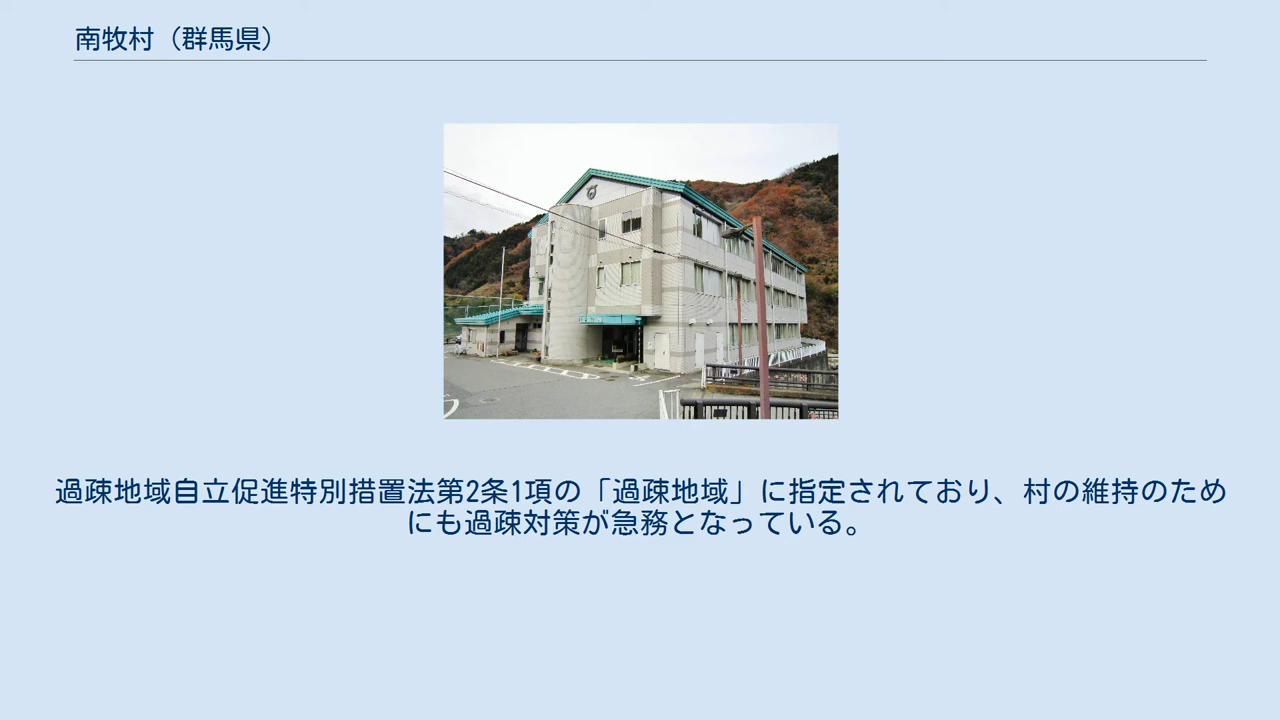 南牧村（群馬県）
過疎地域自立促進特別措置法第2条1項の「過疎地域」に指定されており、村の維持のため
にも過疎対策が急務となっている。